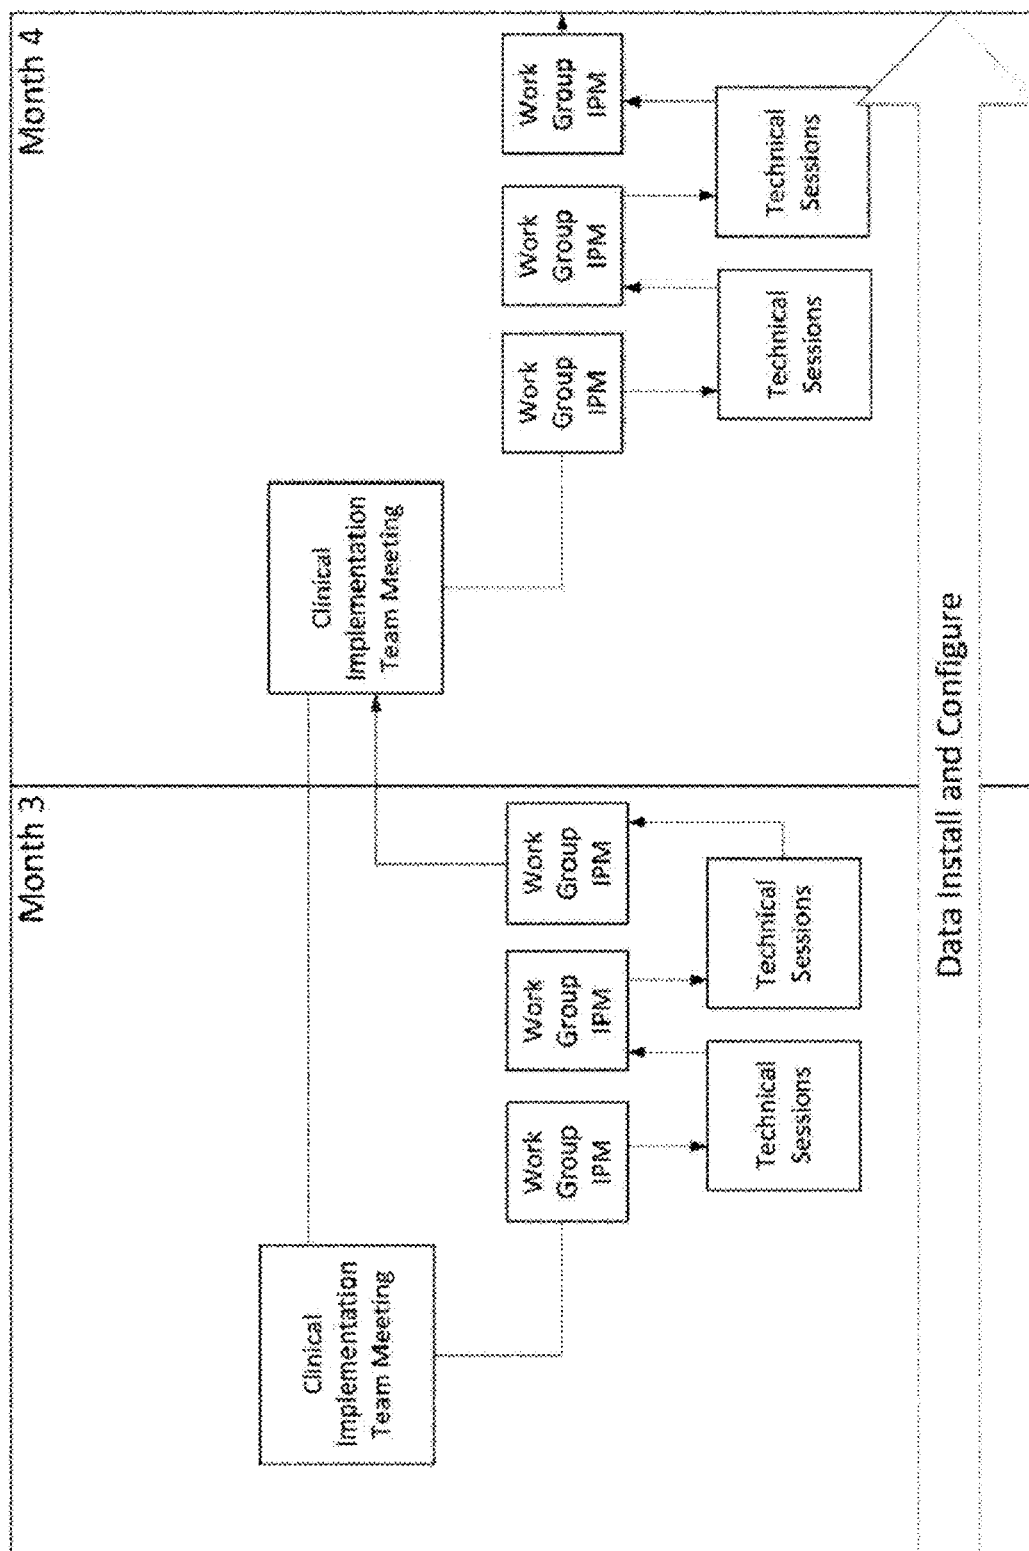 Month 3
Clinical
Implementation
Team Meeting
Work
Group
IPM
Work
Group
IPM
Work
Group
IPM
Technical
Sessions
Technical
Sessions
Month 4
Clinical
Implementation
Team Meeting
Work
Group
IPM
Work
Group
IPM
Work
Group
IPM
Technical
Sessions
Technical
Sessions
Data Install and Configure